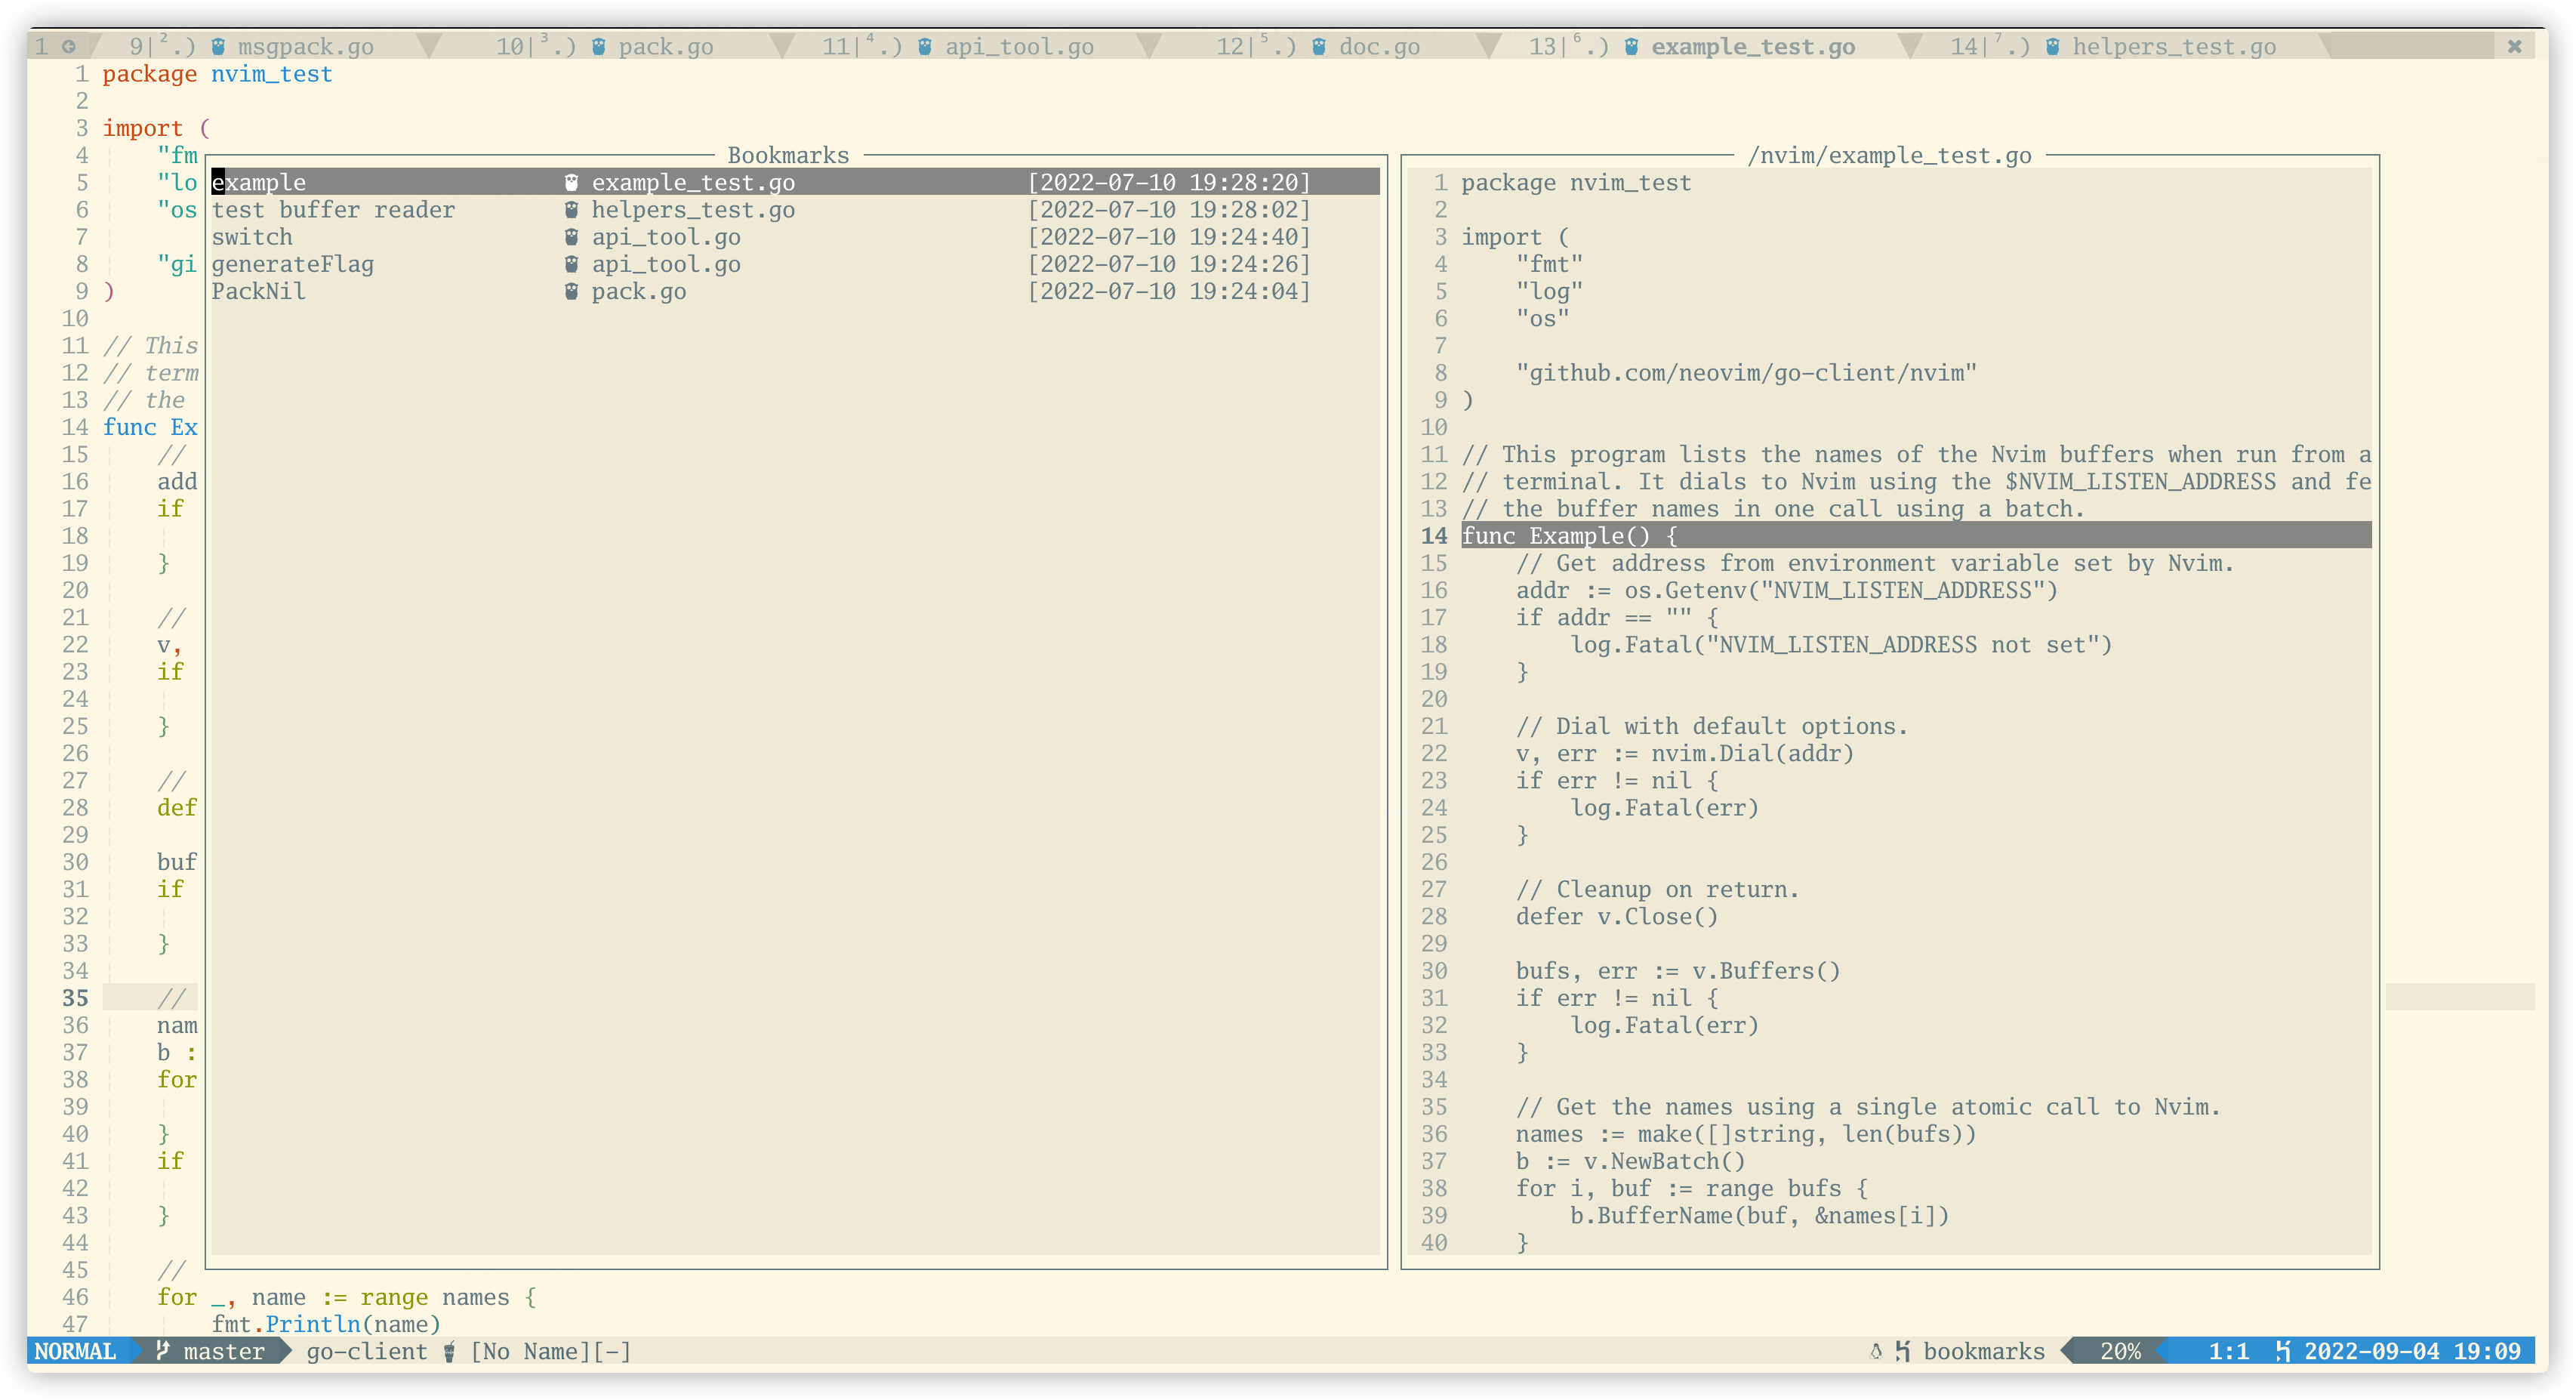 1 9|².) msgpack.go 10|³.) pack.go 11|⁴.) api_tool.go 12|⁵.) doc.go 13|⁶.) example_test.go 14|⁷.) helpers_test.go ✖
1 package nvim_test
2
3 import (
4 "fm
5 "lo
6 "os
7
8 "gi
9 )
10
11 // This
12 // term
13 // the
14 func Ex
15 //
16 add
17 if
18
19 }
20
21 //
22 v,
23 if
24
25 }
26
27 //
28 def
29
30 buf
31 if
32
33 }
34
35 //
36 nam
37 b :
38 for
39
40 }
41 if
42
43 }
44
45 //
46 for _, name := range names {
47 fmt.Println(name)
Bookmarks
example example_test.go [2022-07-10 19:28:20]
test buffer reader helpers_test.go [2022-07-10 19:28:02]
switch api_tool.go [2022-07-10 19:24:40]
generateFlag api_tool.go [2022-07-10 19:24:26]
PackNil pack.go [2022-07-10 19:24:04]
/nvim/example_test.go
1 package nvim_test
2
3 import (
4 "fmt"
5 "log"
6 "os"
7
8 "github.com/neovim/go-client/nvim"
9 )
10
11 // This program lists the names of the Nvim buffers when run from a
12 // terminal. It dials to Nvim using the $NVIM_LISTEN_ADDRESS and fe
13 // the buffer names in one call using a batch.
14 func Example() {
15 // Get address from environment variable set by Nvim.
16 addr := os.Getenv("NVIM_LISTEN_ADDRESS")
17 if addr == "" {
18 log.Fatal("NVIM_LISTEN_ADDRESS not set")
19 }
20
21 // Dial with default options.
22 v, err := nvim.Dial(addr)
23 if err != nil {
24 log.Fatal(err)
25 }
26
27 // Cleanup on return.
28 defer v.Close()
29
30 bufs, err := v.Buffers()
31 if err != nil {
32 log.Fatal(err)
33 }
34
35 // Get the names using a single atomic call to Nvim.
36 names := make([]string, len(bufs))
37 b := v.NewBatch()
38 for i, buf := range bufs {
39 b.BufferName(buf, &names[i])
40 }
NORMAL master go-client [No Name][-] bookmarks 20% 1:1 2022-09-04 19:09